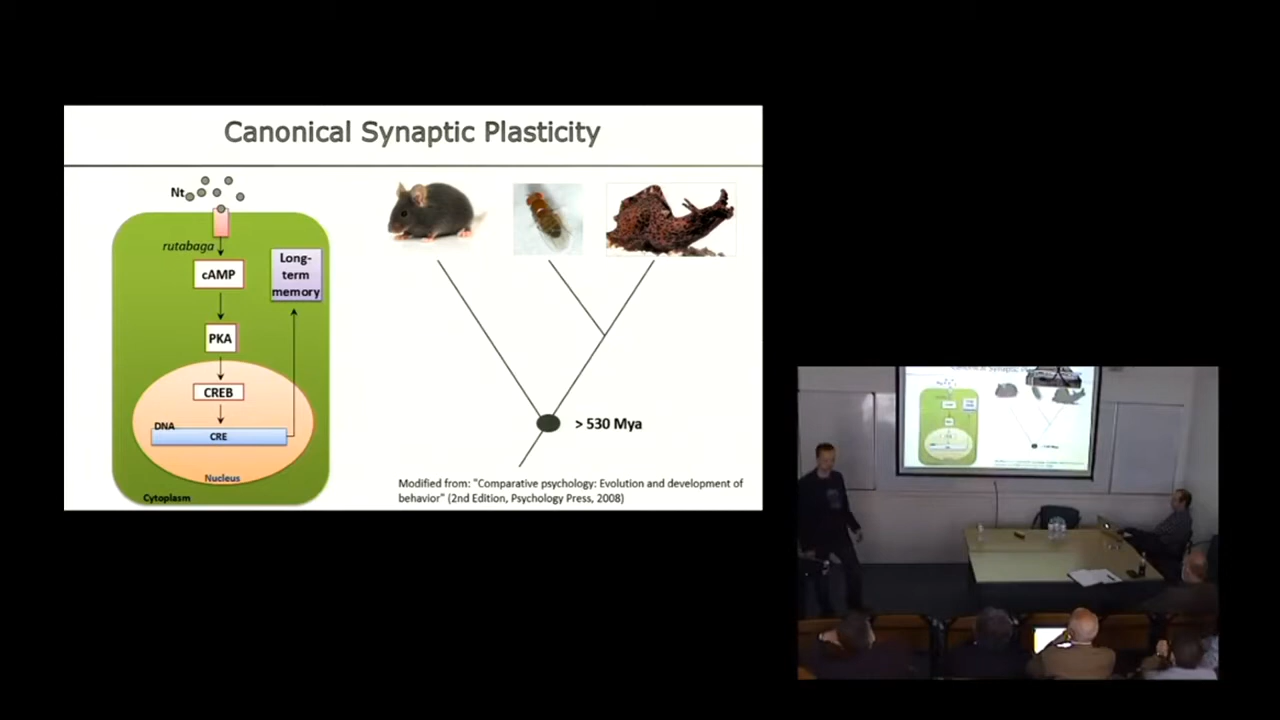 Canonical Synaptic Plasticity
Nt
rutabaga
cAMP
Long-
term
memory
PKA
CREB
DNA
CRE
Nucleus
Cytoplasm
> 530 Mya
Modified from: "Comparative psychology: Evolution and development of
behavior" (2nd Edition, Psychology Press, 2008)